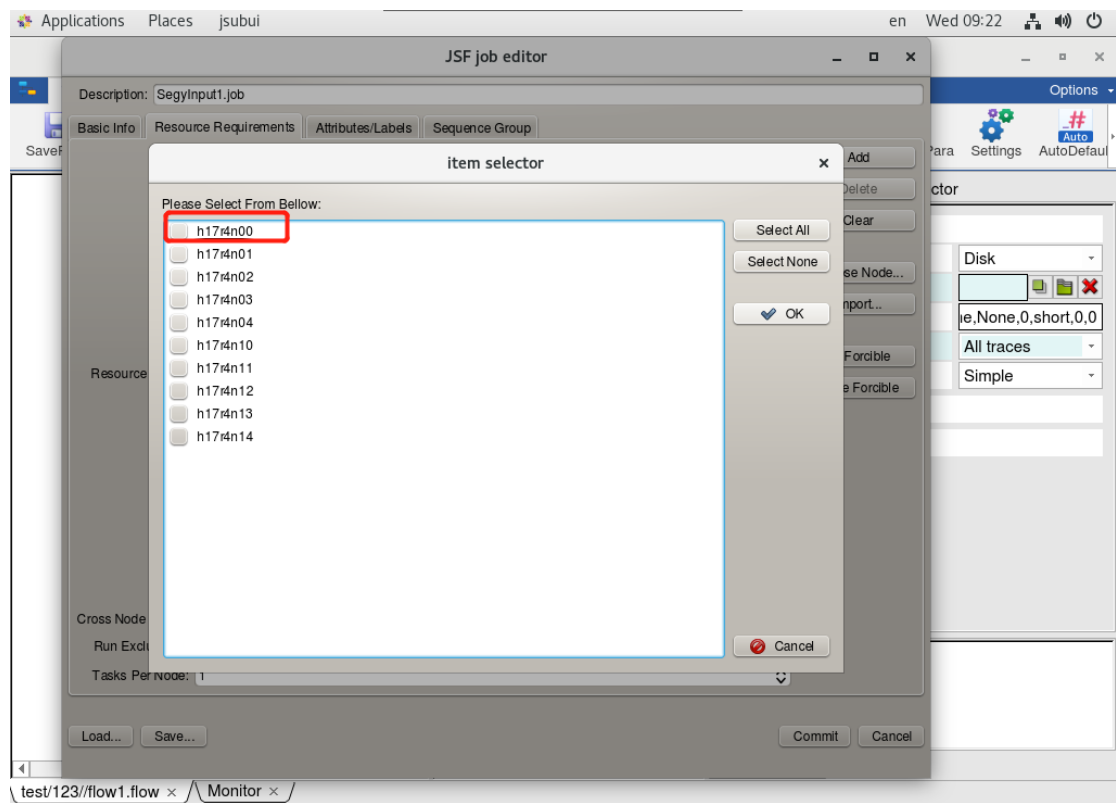 Applications Places jsubui en Wed 09:22
JSF job editor
Description: SegyInput1.job
Options
Basic Info Resource Requirements Attributes/Labels Sequence Group
Settings AutoDefaul
Auto
item selector
Add
Delete
Clear
Please Select From Bellow:
h17r4n00
h17r4n01
h17r4n02
h17r4n03
h17r4n04
h17r4n10
h17r4n11
h17r4n12
h17r4n13
h17r4n14
Select All
Select None
OK
Cancel
se Node...
mport...
Forcible
e Forcible
Disk
ie,None,0,short,0,0
All traces
Simple
Resource
Cross Node
Run Exclu
Tasks Per Node: 1
Load... Save... Commit Cancel
test/123//flow1.flow × Monitor ×